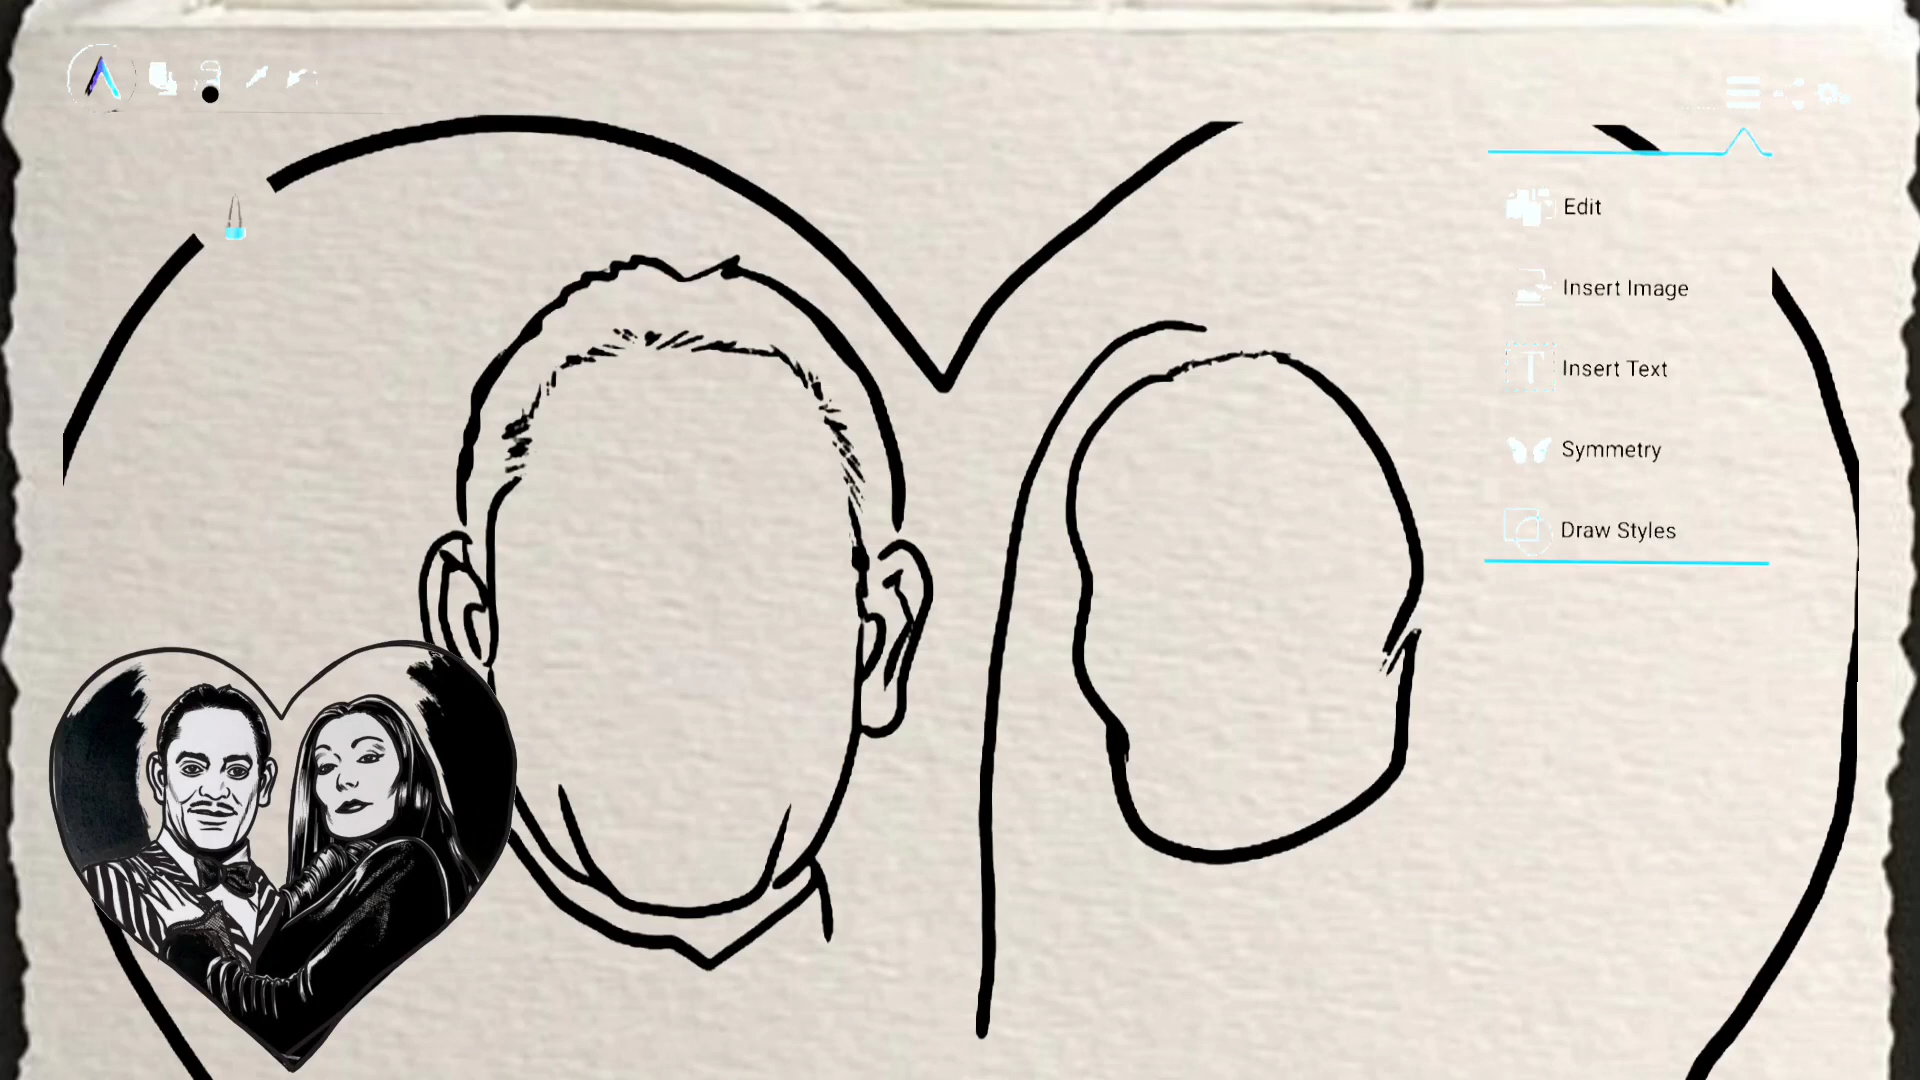 Edit
Insert Image
T
Insert Text
Symmetry
Draw Styles